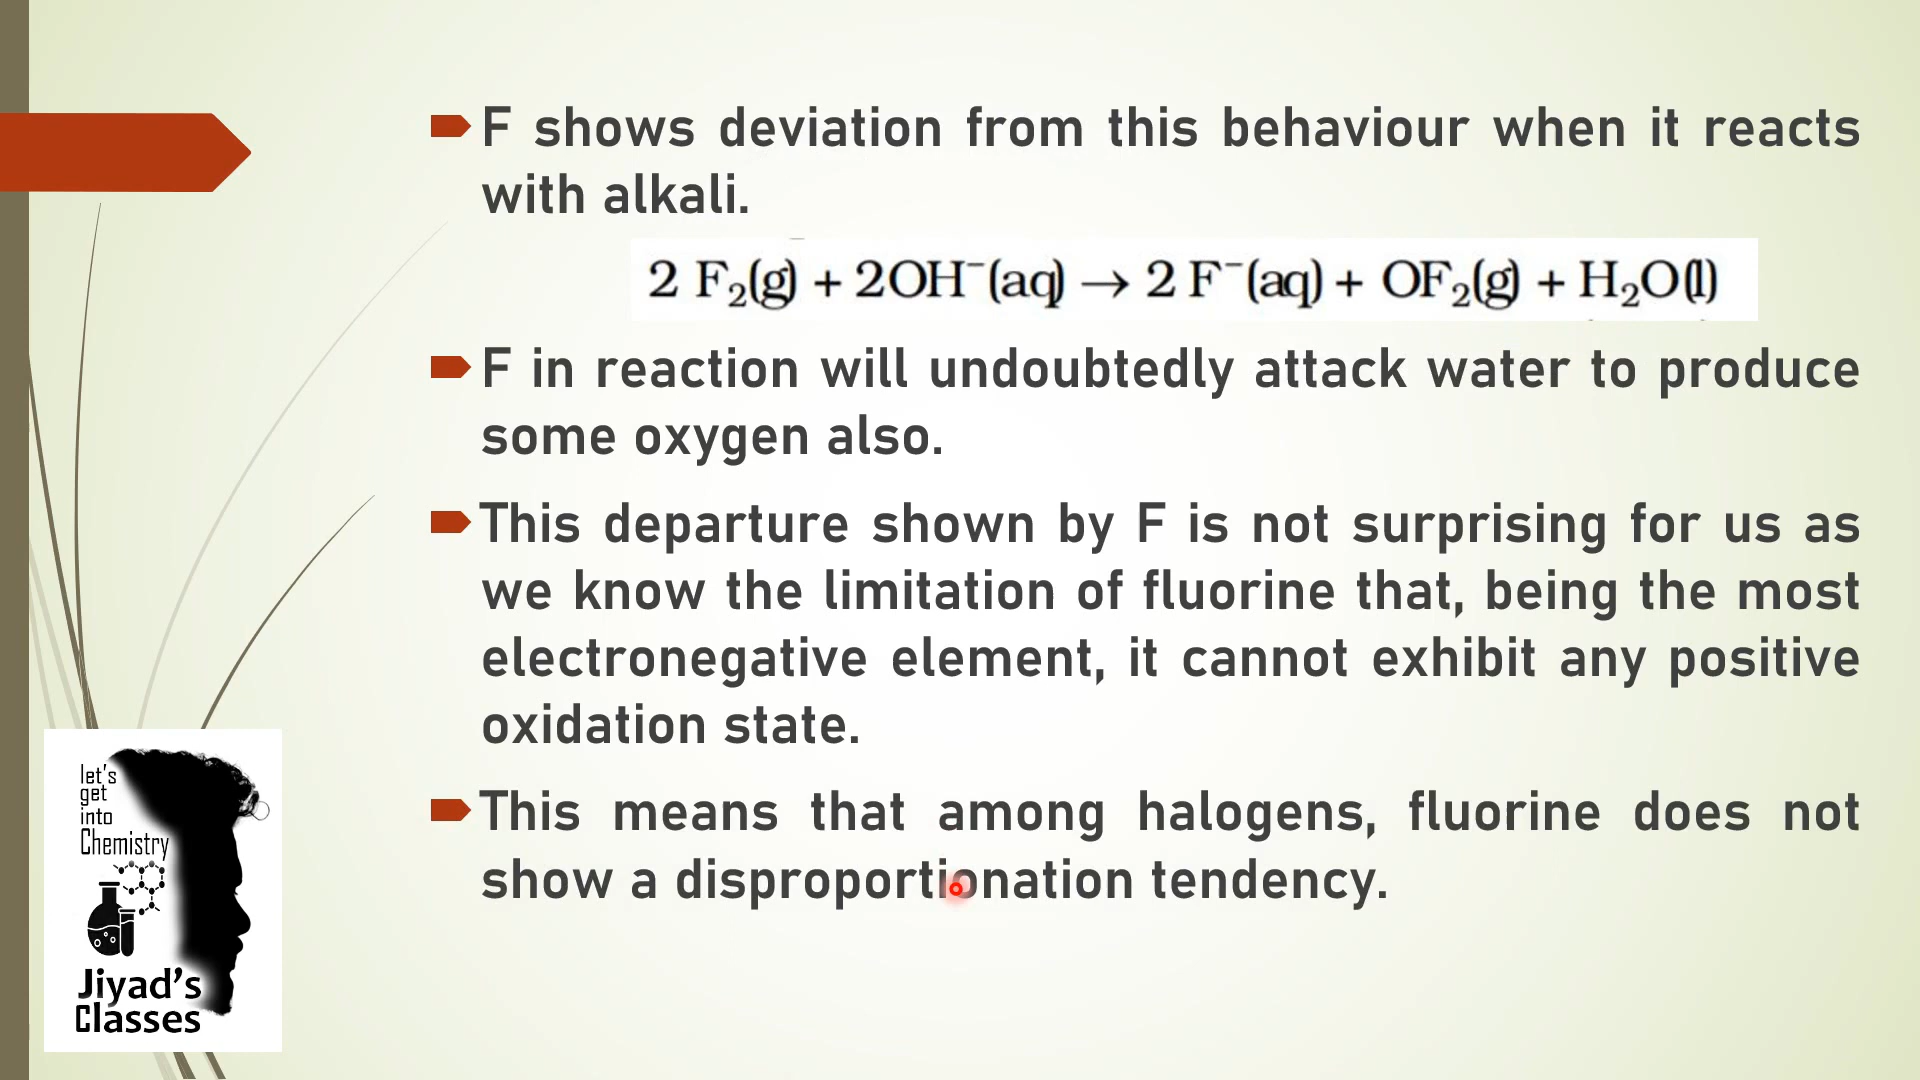 F shows deviation from this behaviour when it reacts
with alkali.
2 F₂(g) + 2OH⁻(aq) → 2 F⁻(aq) + OF₂(g) + H₂O(l)
F in reaction will undoubtedly attack water to produce
some oxygen also.
This departure shown by F is not surprising for us as
we know the limitation of fluorine that, being the most
electronegative element, it cannot exhibit any positive
oxidation state.
This means that among halogens, fluorine does not
show a disproportionation tendency.
let's
get
into
Chemistry
Jiyad's
Classes